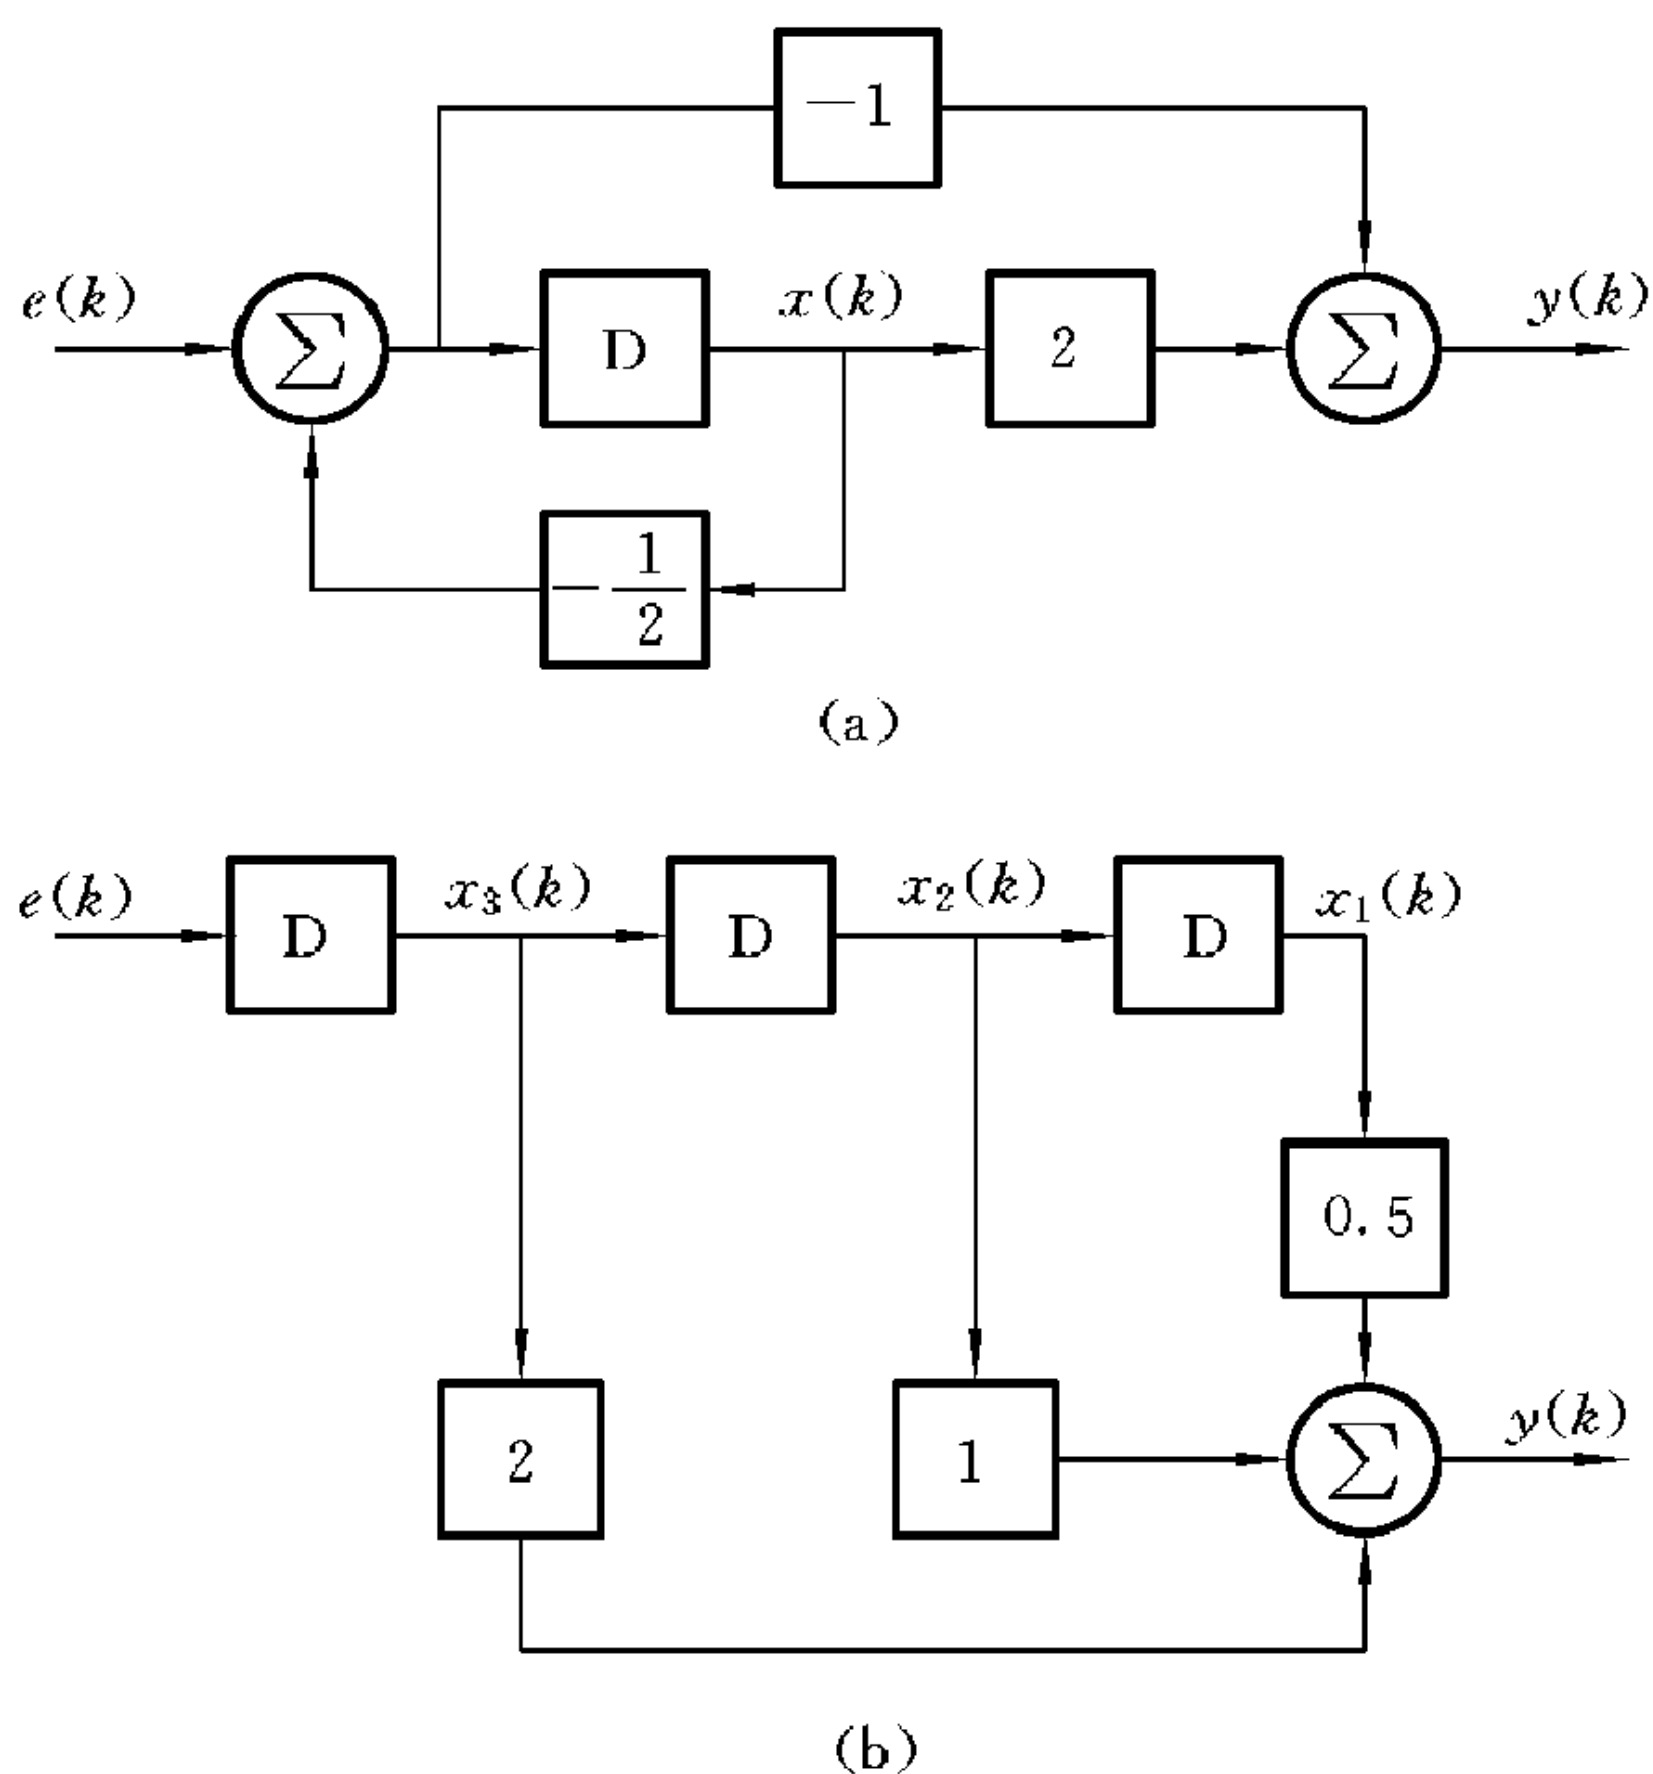 −1
e(k) Σ D x(k) 2 Σ y(k)
−1/2
(a)
e(k) D x₃(k) D x₂(k) D x₁(k)
0.5
2 1 Σ y(k)
(b)